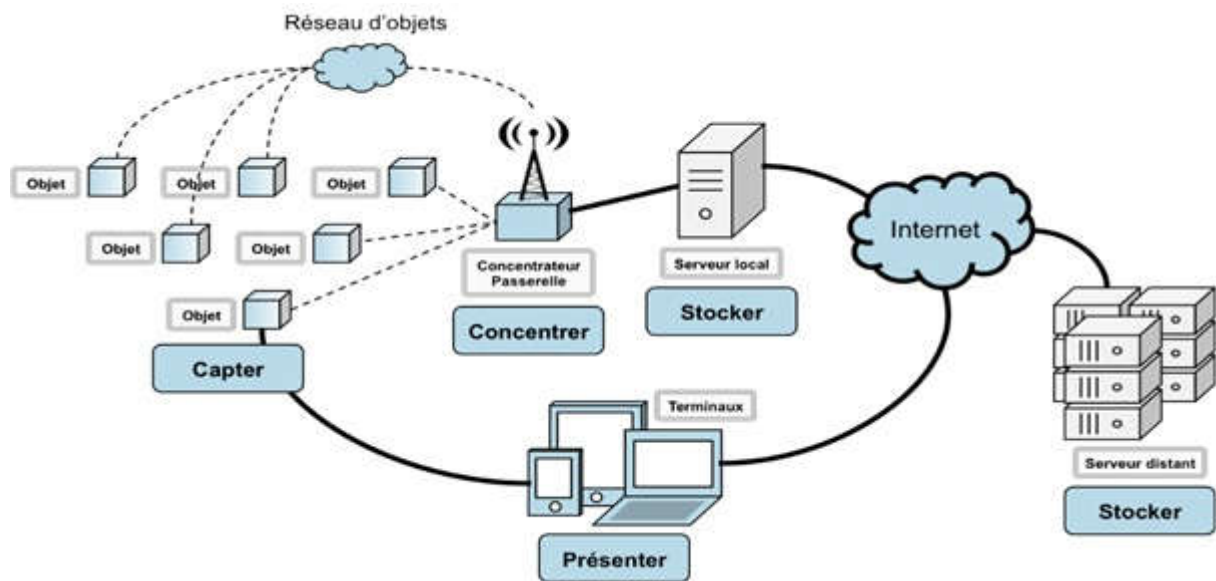 Réseau d'objets
Objet
Objet
Objet
Objet
Objet
Objet
Concentrateur
Passerelle
Concentrer
Serveur local
Stocker
Internet
Capter
Terminaux
Présenter
Serveur distant
Stocker